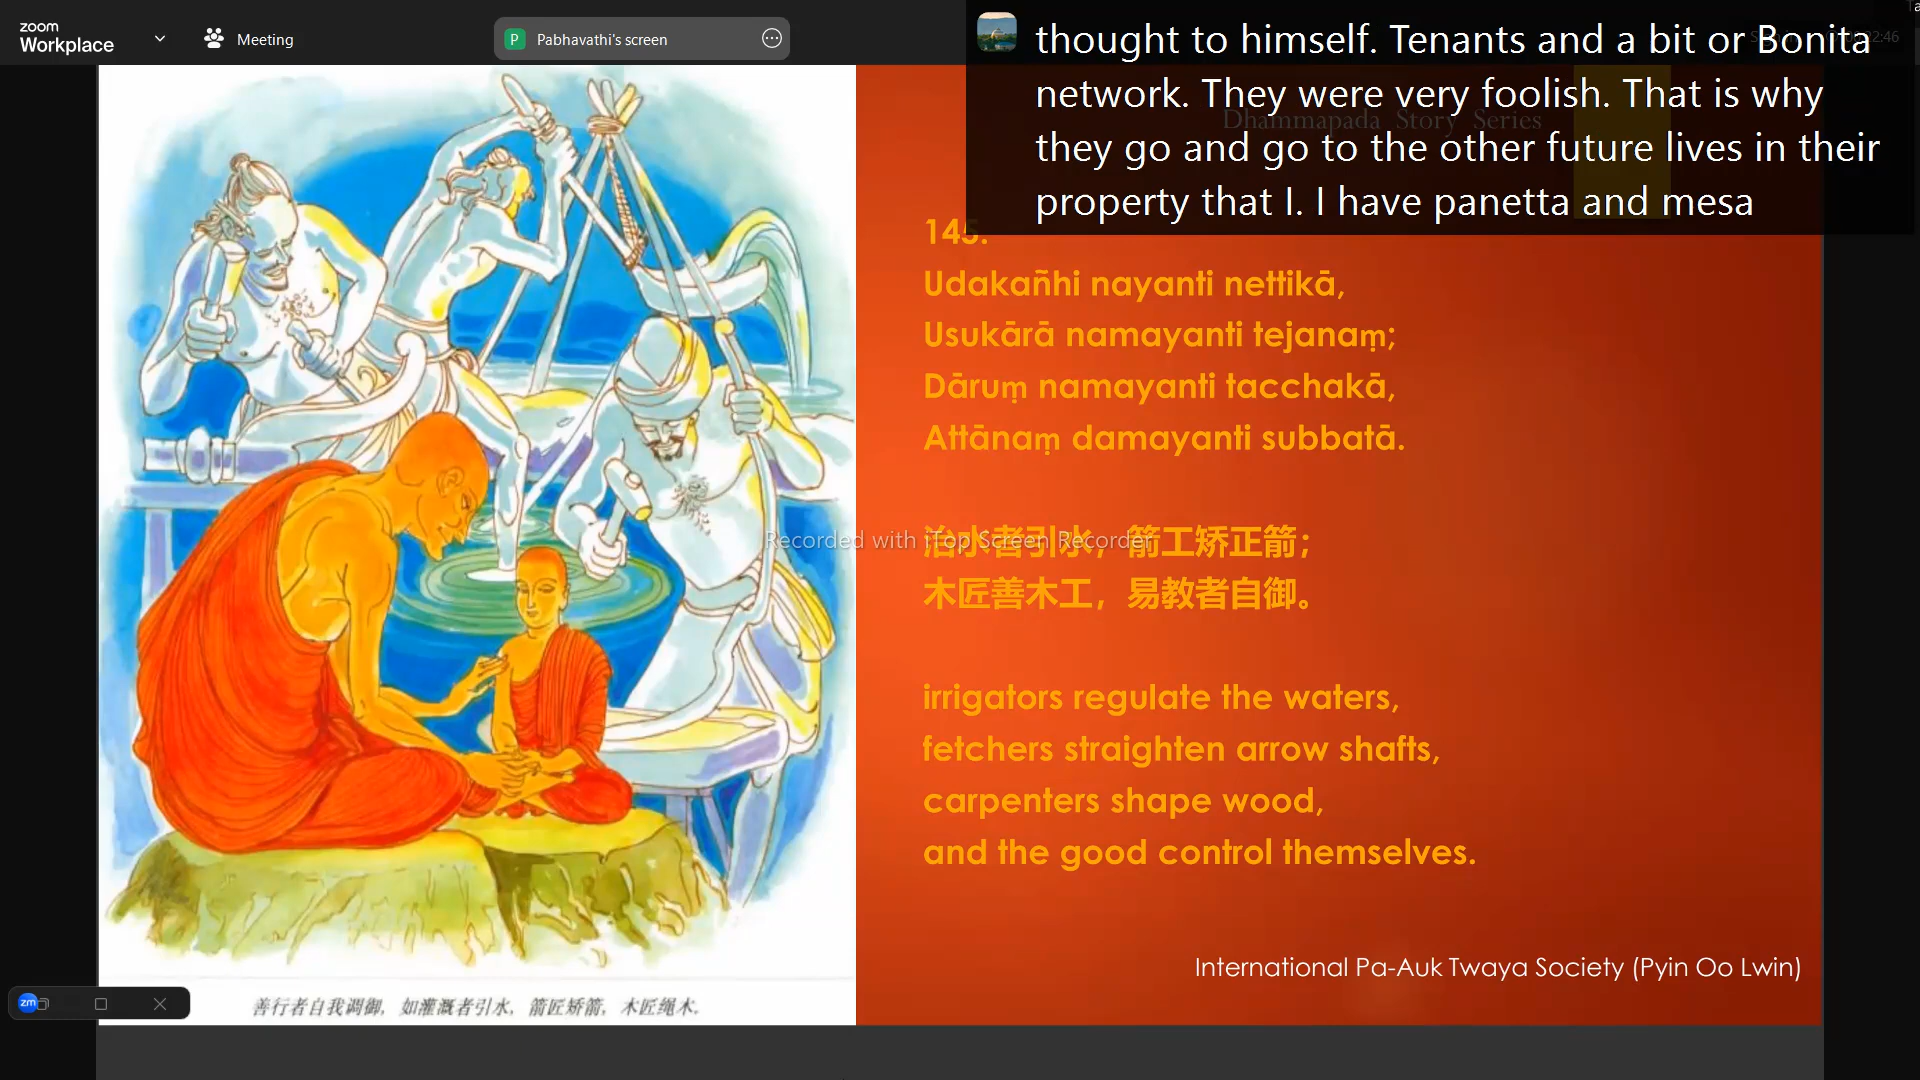 zoom
Workplace
Meeting
P
Pabhavathi's screen
thought to himself. Tenants and a bit or Bonita
network. They were very foolish. That is why
they go and go to the other future lives in their
property that I. I have panetta and mesa
Dhammapada Story Series
145.
Udakañhi nayanti nettikā,
Usukārā namayanti tejanaṃ;
Dāruṃ namayanti tacchakā,
Attānaṃ damayanti subbatā.
治水者引水，箭工矫正箭；
Recorded with iTop Screen Recorder
木匠善木工，易教者自御。
irrigators regulate the waters,
fetchers straighten arrow shafts,
carpenters shape wood,
and the good control themselves.
International Pa-Auk Twaya Society (Pyin Oo Lwin)
zm
善行者自我调御，如灌溉者引水，箭匠矫箭，木匠绳木。